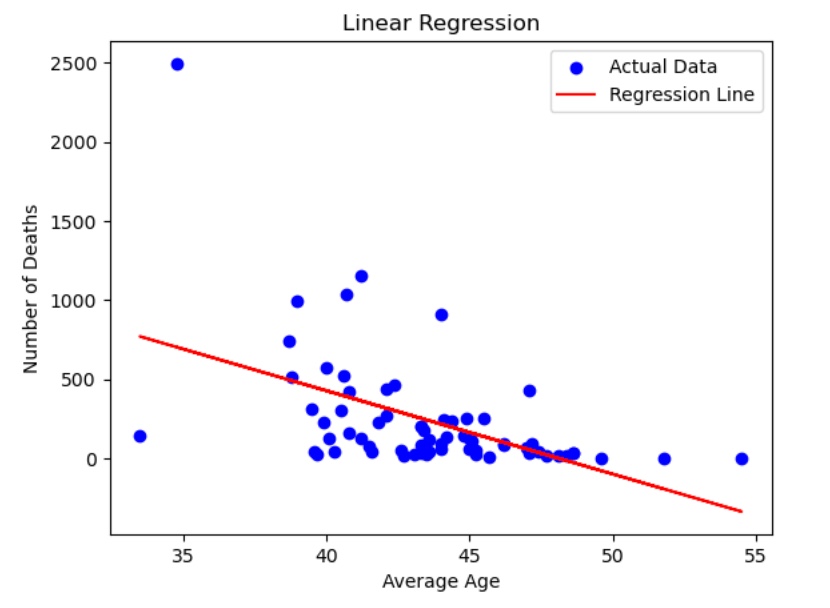 Linear Regression
Actual Data
Regression Line
2500
2000
1500
1000
500
0
Number of Deaths
35 40 45 50 55
Average Age